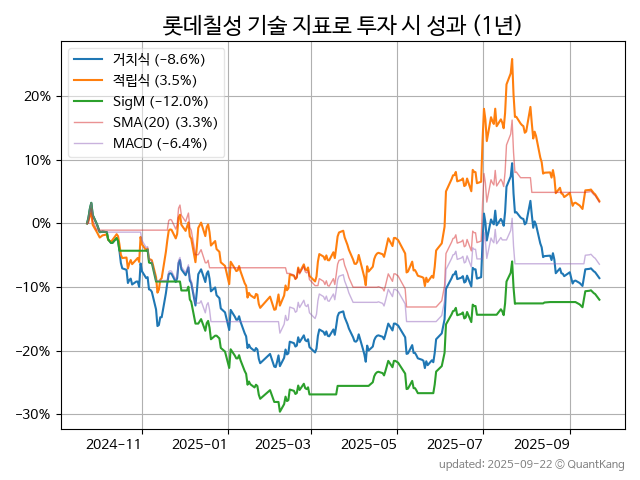 롯데칠성 기술 지표로 투자 시 성과 (1년)
거치식 (−8.6%)
적립식 (3.5%)
SigM (−12.0%)
SMA(20) (3.3%)
MACD (−6.4%)
20%
10%
0%
−10%
−20%
−30%
2024-11 2025-01 2025-03 2025-05 2025-07 2025-09
updated: 2025-09-22 © QuantKang